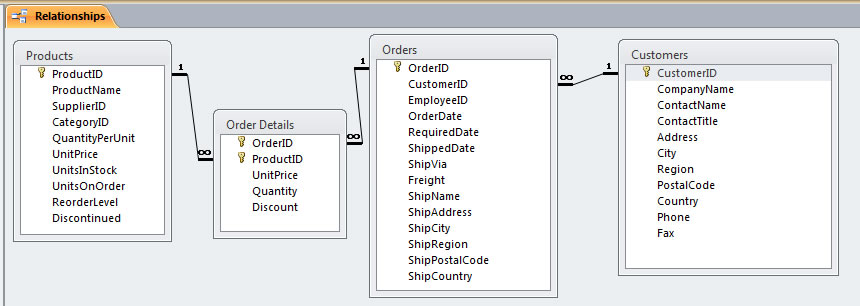 Relationships
Products
ProductID
ProductName
SupplierID
CategoryID
QuantityPerUnit
UnitPrice
UnitsInStock
UnitsOnOrder
ReorderLevel
Discontinued
1
∞
Order Details
OrderID
ProductID
UnitPrice
Quantity
Discount
∞
1
Orders
OrderID
CustomerID
EmployeeID
OrderDate
RequiredDate
ShippedDate
ShipVia
Freight
ShipName
ShipAddress
ShipCity
ShipRegion
ShipPostalCode
ShipCountry
∞
1
Customers
CustomerID
CompanyName
ContactName
ContactTitle
Address
City
Region
PostalCode
Country
Phone
Fax